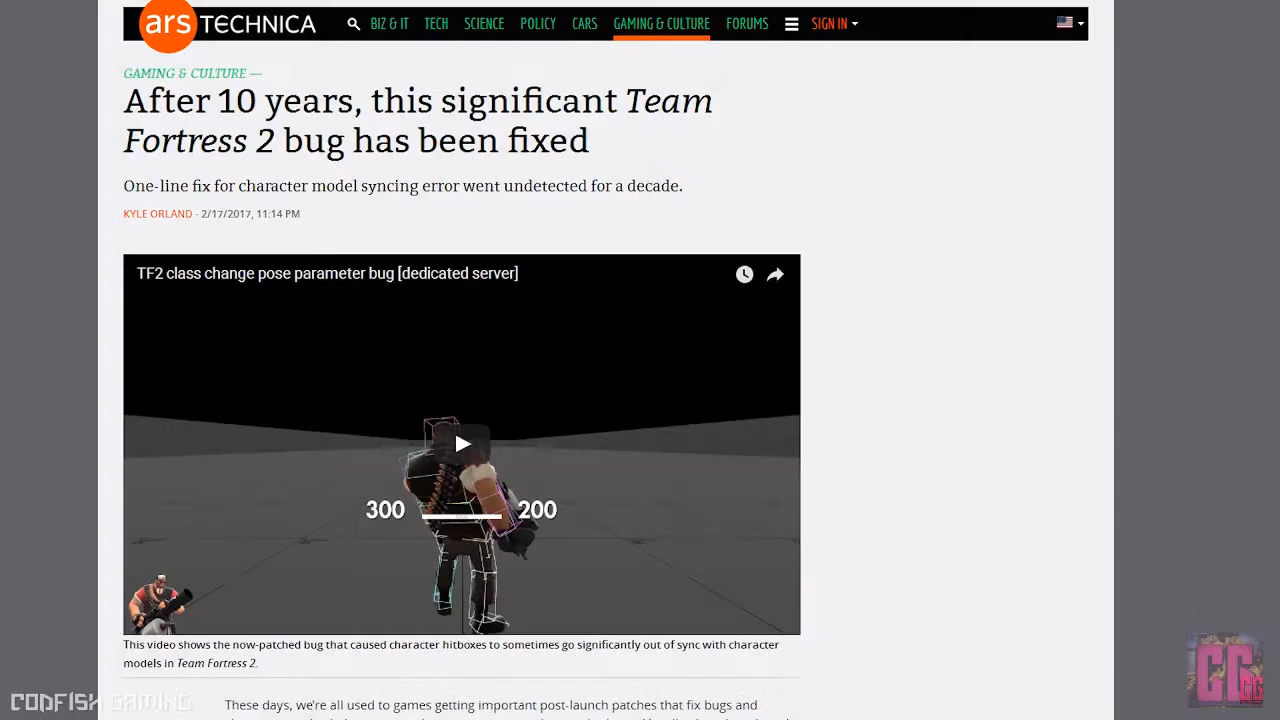 ars TECHNICA BIZ & IT TECH SCIENCE POLICY CARS GAMING & CULTURE FORUMS SIGN IN
GAMING & CULTURE —
After 10 years, this significant Team
Fortress 2 bug has been fixed
One-line fix for character model syncing error went undetected for a decade.
KYLE ORLAND - 2/17/2017, 11:14 PM
TF2 class change pose parameter bug [dedicated server]
300 200
This video shows the now-patched bug that caused character hitboxes to sometimes go significantly out of sync with character
models in Team Fortress 2.
These days, we're all used to games getting important post-launch patches that fix bugs and
CODFISH GAMING
CG